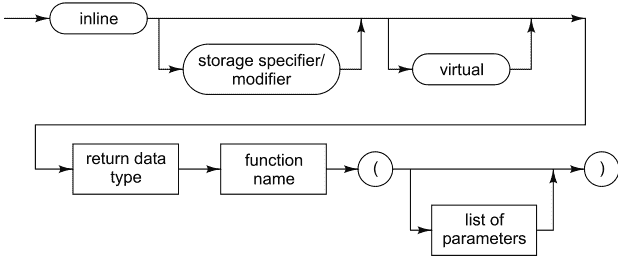 inline
storage specifier/
modifier
virtual
return data
type
function
name
(
)
list of
parameters